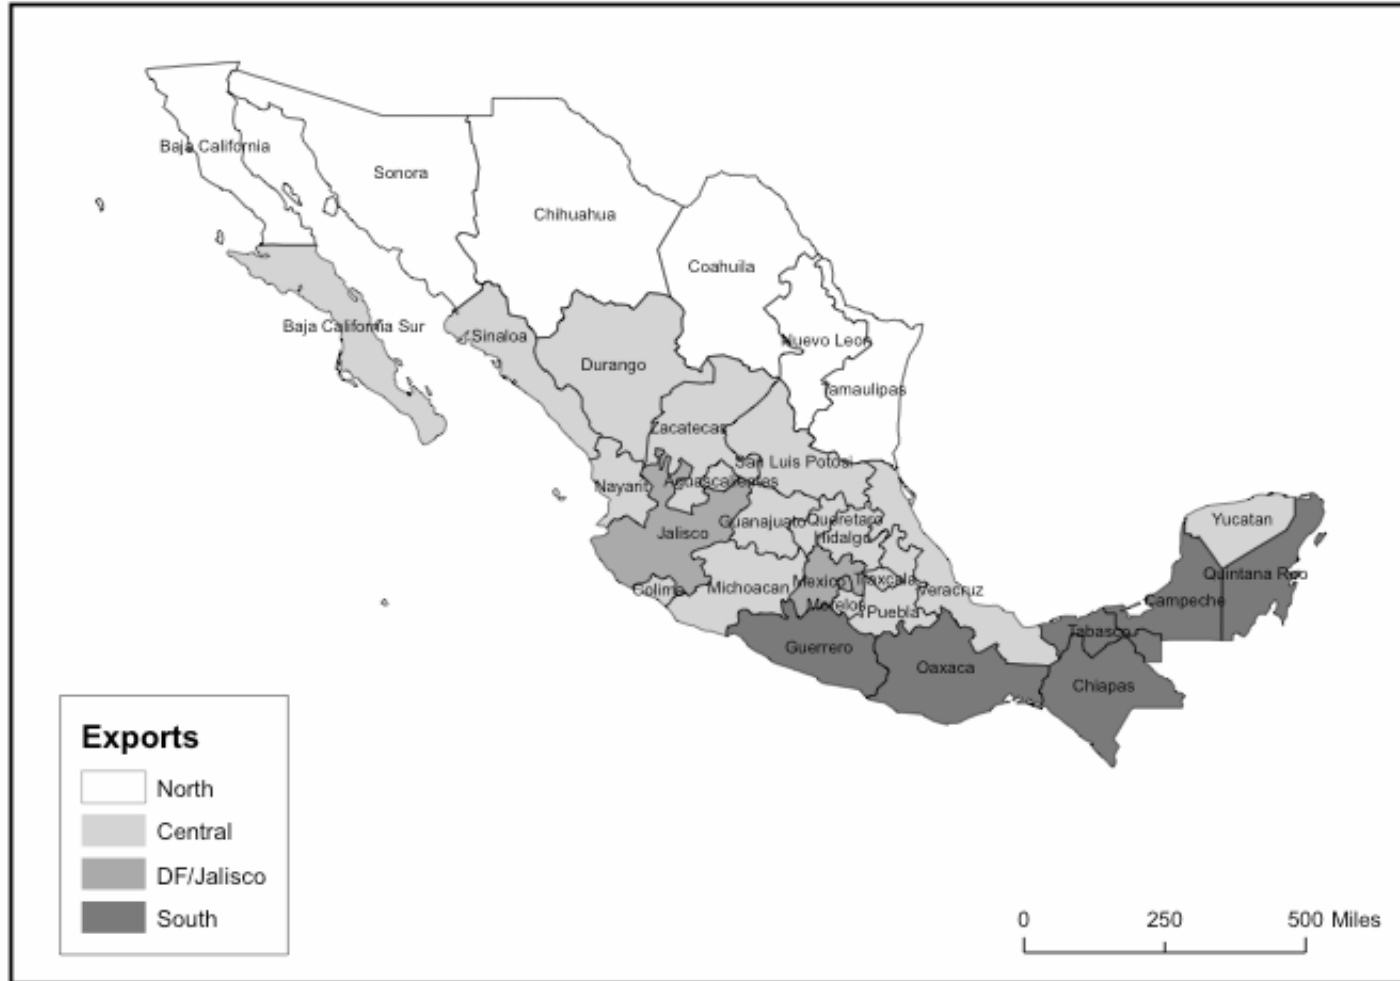 Baja California
Sonora
Chihuahua
Coahuila
Baja California Sur
Sinaloa
Nuevo Leon
Durango
Tamaulipas
Zacatecas
San Luis Potosi
Nayarit
Aguascalientes
Guanajuato
Queretaro
Yucatan
Jalisco
Hidalgo
Quintana Roo
Mexico
Tlaxcala
Colima
Michoacan
Veracruz
Campeche
Morelos
Puebla
Tabasco
Guerrero
Oaxaca
Chiapas
Exports
North
Central
DF/Jalisco
South
0 250 500 Miles